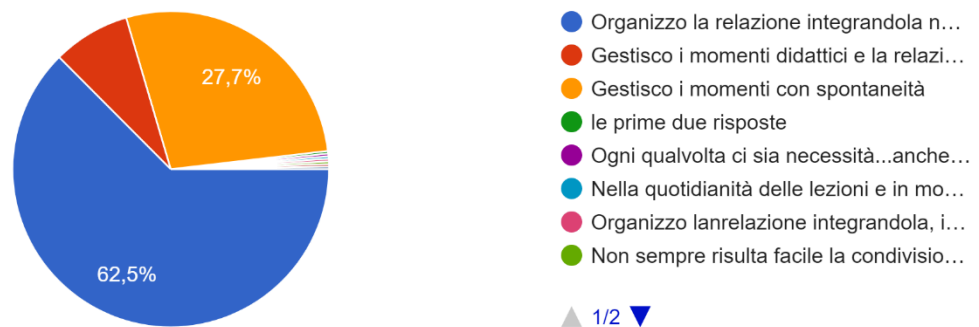 27,7%
62,5%
Organizzo la relazione integrandola n…
Gestisco i momenti didattici e la relazi…
Gestisco i momenti con spontaneità
le prime due risposte
Ogni qualvolta ci sia necessità...anche…
Nella quotidianità delle lezioni e in mo…
Organizzo lanrelazione integrandola, i…
Non sempre risulta facile la condivisio…
1/2